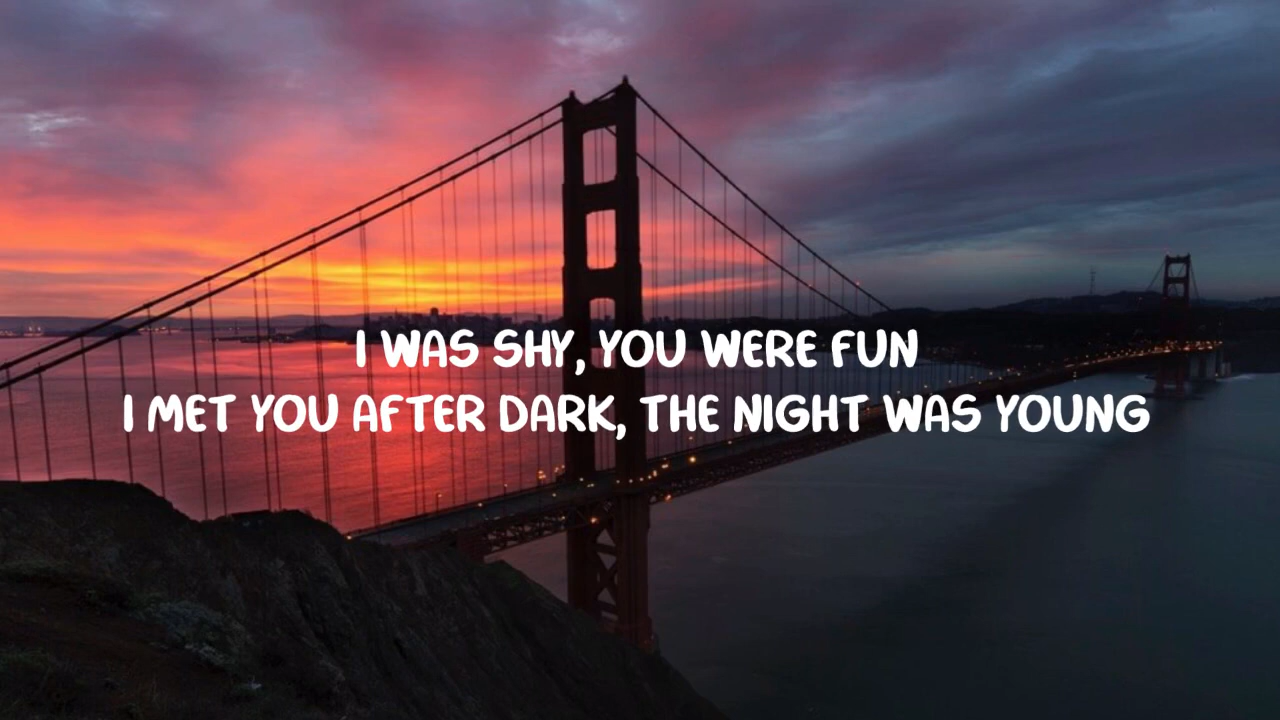 I WAS SHY, YOU WERE FUN
I MET YOU AFTER DARK, THE NIGHT WAS YOUNG